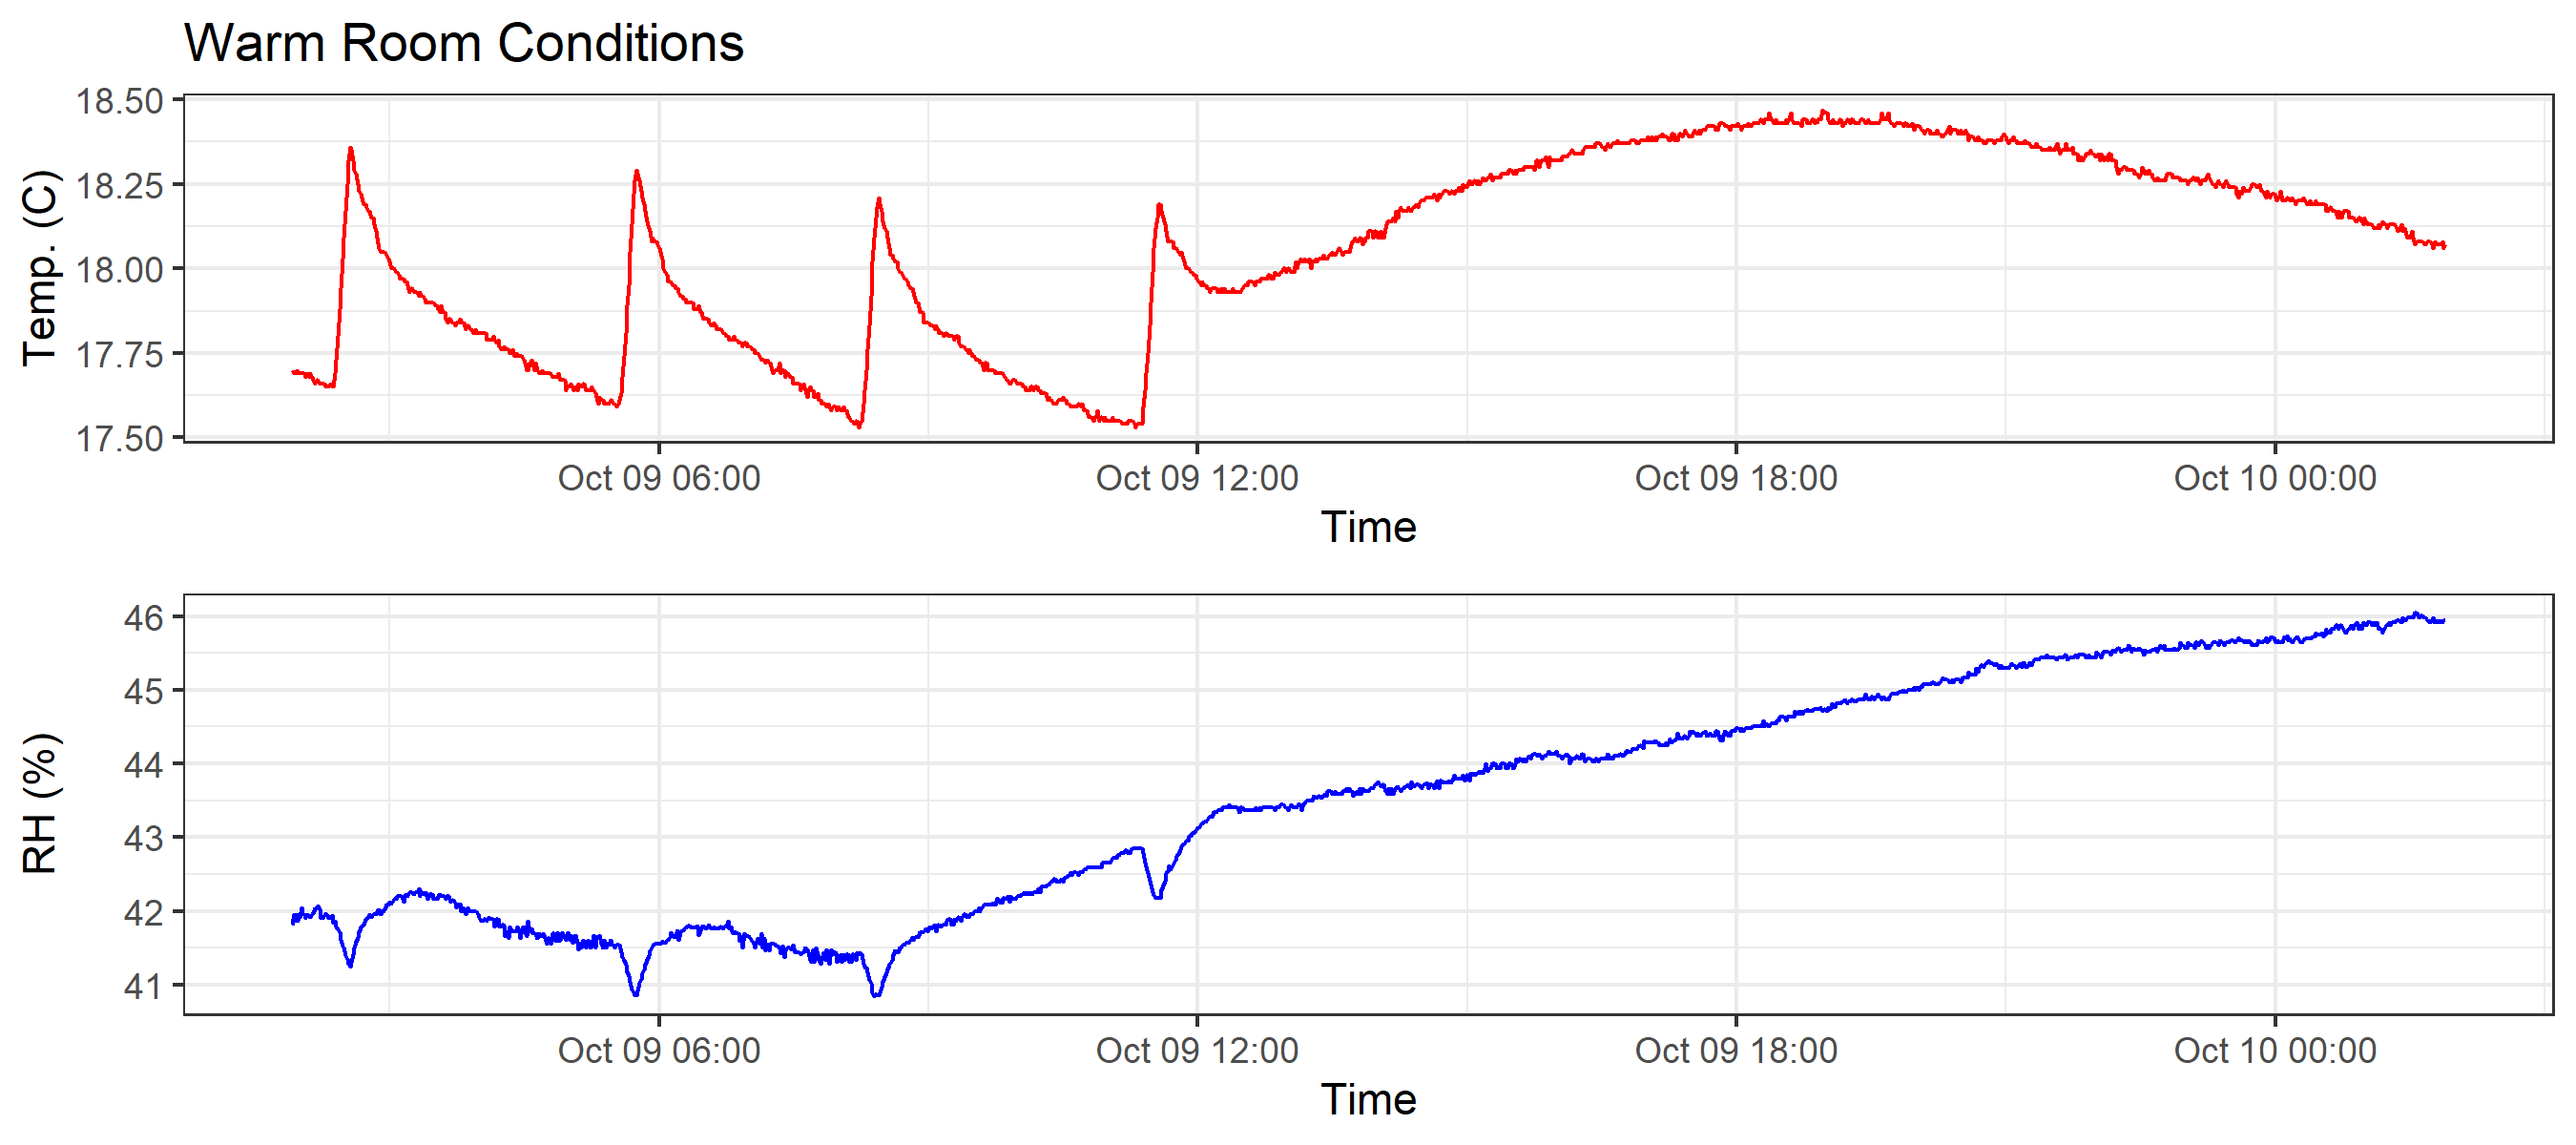 Warm Room Conditions
18.50
18.25
18.00
17.75
17.50
Temp. (C)
Oct 09 06:00 Oct 09 12:00 Oct 09 18:00 Oct 10 00:00
Time
46
45
44
43
42
41
RH (%)
Oct 09 06:00 Oct 09 12:00 Oct 09 18:00 Oct 10 00:00
Time